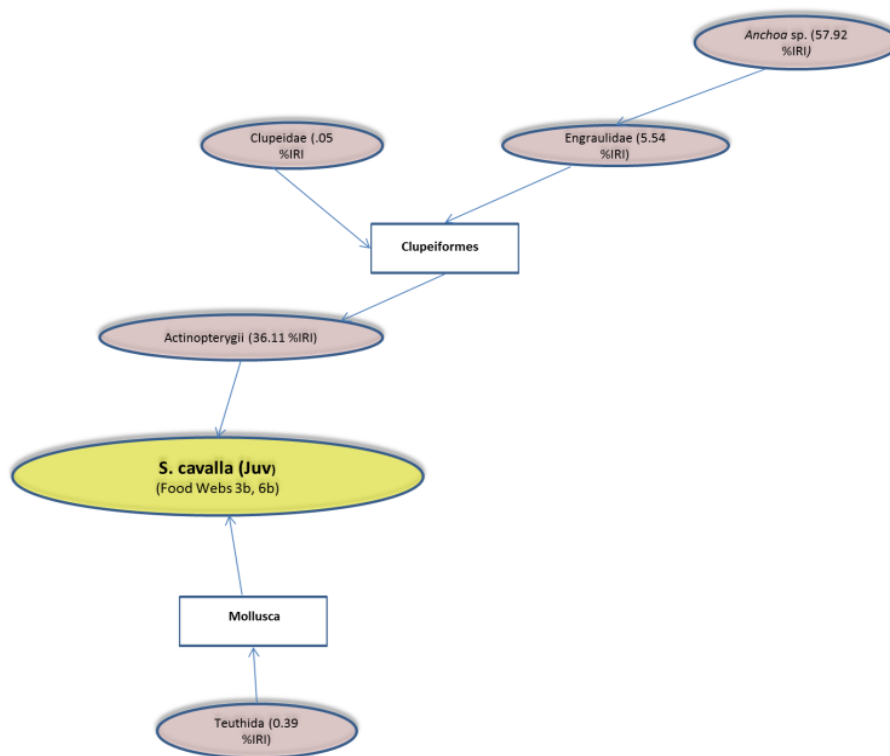 Anchoa sp. (57.92
%IRI)
Clupeidae (.05
%IRI
Engraulidae (5.54
%IRI)
Clupeiformes
Actinopterygii (36.11 %IRI)
S. cavalla (Juv)
(Food Webs 3b, 6b)
Mollusca
Teuthida (0.39
%IRI)